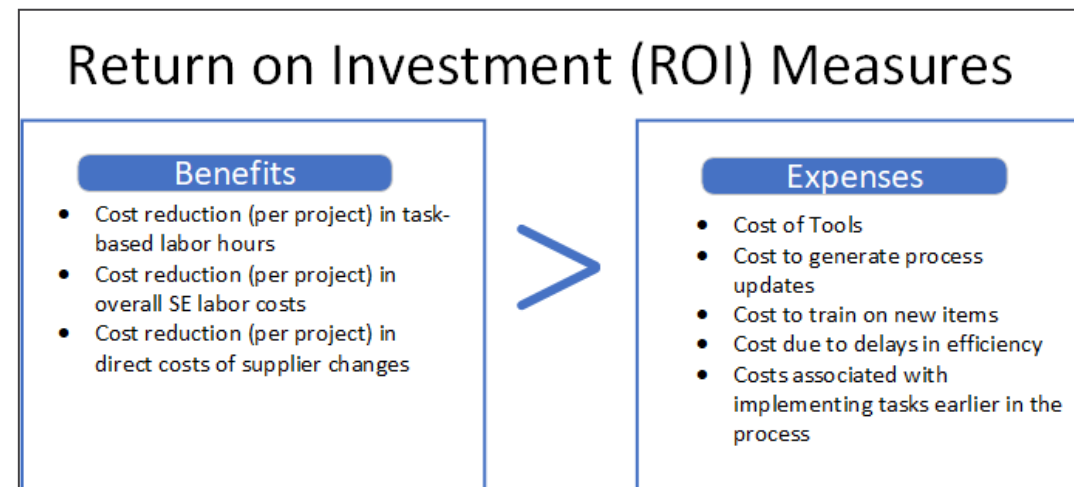 Return on Investment (ROI) Measures
Benefits
• Cost reduction (per project) in task-
based labor hours
• Cost reduction (per project) in
overall SE labor costs
• Cost reduction (per project) in
direct costs of supplier changes
>
Expenses
• Cost of Tools
• Cost to generate process
updates
• Cost to train on new items
• Cost due to delays in efficiency
• Costs associated with
implementing tasks earlier in the
process